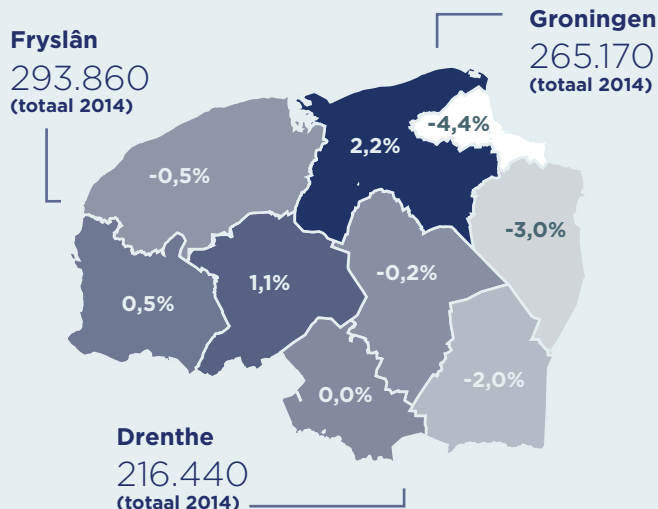 Groningen
265.170
(totaal 2014)
Fryslân
293.860
(totaal 2014)
-4,4%
2,2%
-0,5%
-3,0%
-0,2%
1,1%
0,5%
-2,0%
0,0%
Drenthe
216.440
(totaal 2014)